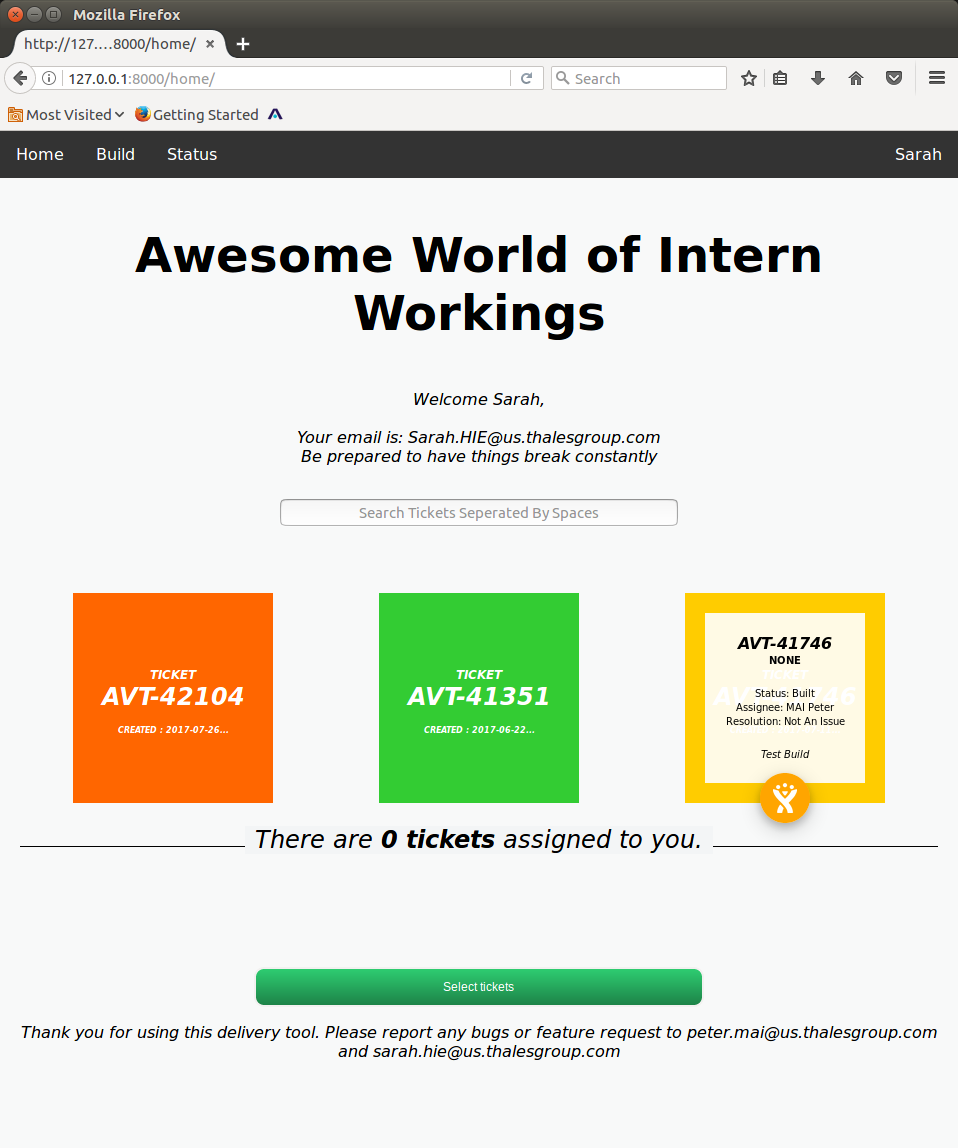 Mozilla Firefox
http://127....8000/home/
127.0.0.1:8000/home/
Search
Most Visited
Getting Started
Home Build Status Sarah
Awesome World of Intern
Workings
Welcome Sarah,
Your email is: Sarah.HIE@us.thalesgroup.com
Be prepared to have things break constantly
Search Tickets Seperated By Spaces
TICKET
AVT-42104
CREATED : 2017-07-26...
TICKET
AVT-41351
CREATED : 2017-06-22...
AVT-41746
NONE
Status: Built
Assignee: MAI Peter
Resolution: Not An Issue
Test Build
There are 0 tickets assigned to you.
Select tickets
Thank you for using this delivery tool. Please report any bugs or feature request to peter.mai@us.thalesgroup.com
and sarah.hie@us.thalesgroup.com